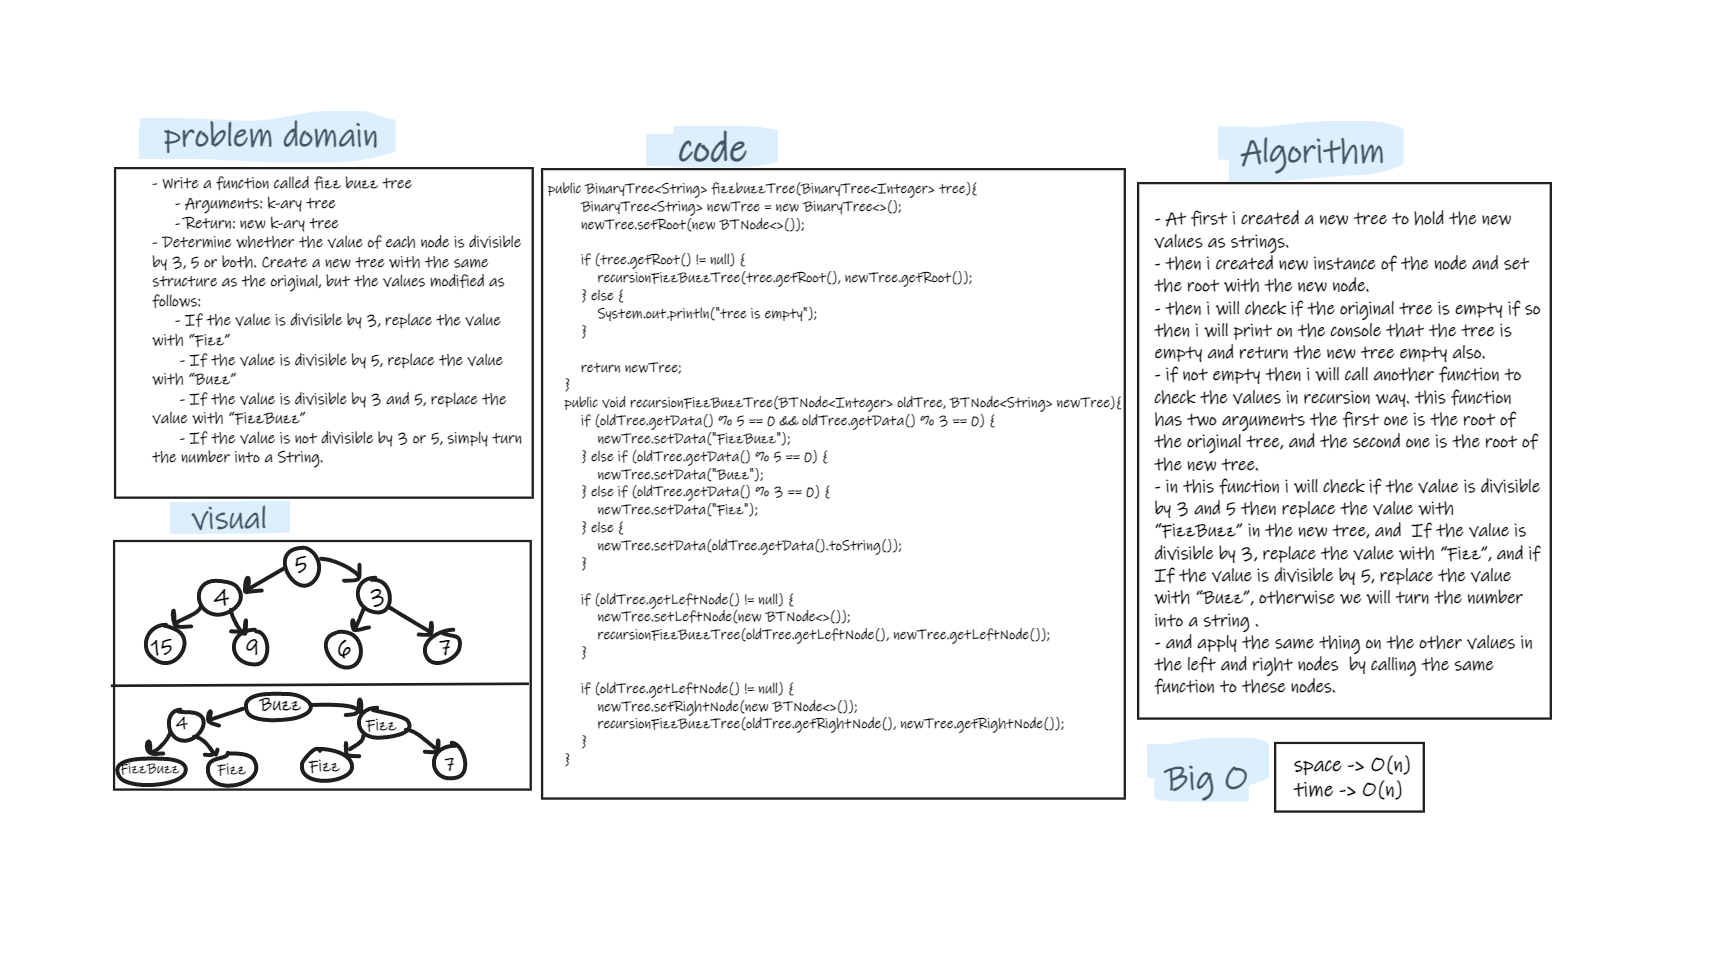 problem domain
- Write a function called fizz buzz tree
- Arguments: k-ary tree
- Return: new k-ary tree
- Determine whether the value of each node is divisible
by 3, 5 or both. Create a new tree with the same
structure as the original, but the values modified as
follows:
- If the value is divisible by 3, replace the value
with "Fizz"
- If the value is divisible by 5, replace the value
with "Buzz"
- If the value is divisible by 3 and 5, replace the
value with "FizzBuzz"
- If the value is not divisible by 3 or 5, simply turn
the number into a String.
visual
5
4
3
15
9
6
7
Buzz
4
Fizz
FizzBuzz
Fizz
Fizz
7
code
public BinaryTree<String> fizzbuzzTree(BinaryTree<Integer> tree){
BinaryTree<String> newTree = new BinaryTree<>();
newTree.setRoot(new BTNode<>());
if (tree.getRoot() != null) {
recursionFizzBuzzTree(tree.getRoot(), newTree.getRoot());
} else {
System.out.println("tree is empty");
}
return newTree;
}
public void recursionFizzBuzzTree(BTNode<Integer> oldTree, BTNode<String> newTree){
if (oldTree.getData() % 5 == 0 && oldTree.getData() % 3 == 0) {
newTree.setData("FizzBuzz");
} else if (oldTree.getData() % 5 == 0) {
newTree.setData("Buzz");
} else if (oldTree.getData() % 3 == 0) {
newTree.setData("Fizz");
} else {
newTree.setData(oldTree.getData().toString());
}
if (oldTree.getLeftNode() != null) {
newTree.setLeftNode(new BTNode<>());
recursionFizzBuzzTree(oldTree.getLeftNode(), newTree.getLeftNode());
}
if (oldTree.getLeftNode() != null) {
newTree.setRightNode(new BTNode<>());
recursionFizzBuzzTree(oldTree.getRightNode(), newTree.getRightNode());
}
}
Algorithm
- At first i created a new tree to hold the new
values as strings.
- then i created new instance of the node and set
the root with the new node.
- then i will check if the original tree is empty if so
then i will print on the console that the tree is
empty and return the new tree empty also.
- if not empty then i will call another function to
check the values in recursion way. this function
has two arguments the first one is the root of
the original tree, and the second one is the root of
the new tree.
- in this function i will check if the value is divisible
by 3 and 5 then replace the value with
"FizzBuzz" in the new tree, and If the value is
divisible by 3, replace the value with "Fizz", and if
If the value is divisible by 5, replace the value
with "Buzz", otherwise we will turn the number
into a string .
- and apply the same thing on the other values in
the left and right nodes by calling the same
function to these nodes.
Big O
space -> O(n)
time -> O(n)